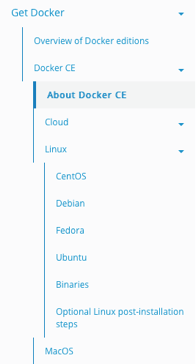 Get Docker
Overview of Docker editions
Docker CE
About Docker CE
Cloud
Linux
CentOS
Debian
Fedora
Ubuntu
Binaries
Optional Linux post-installation
steps
MacOS